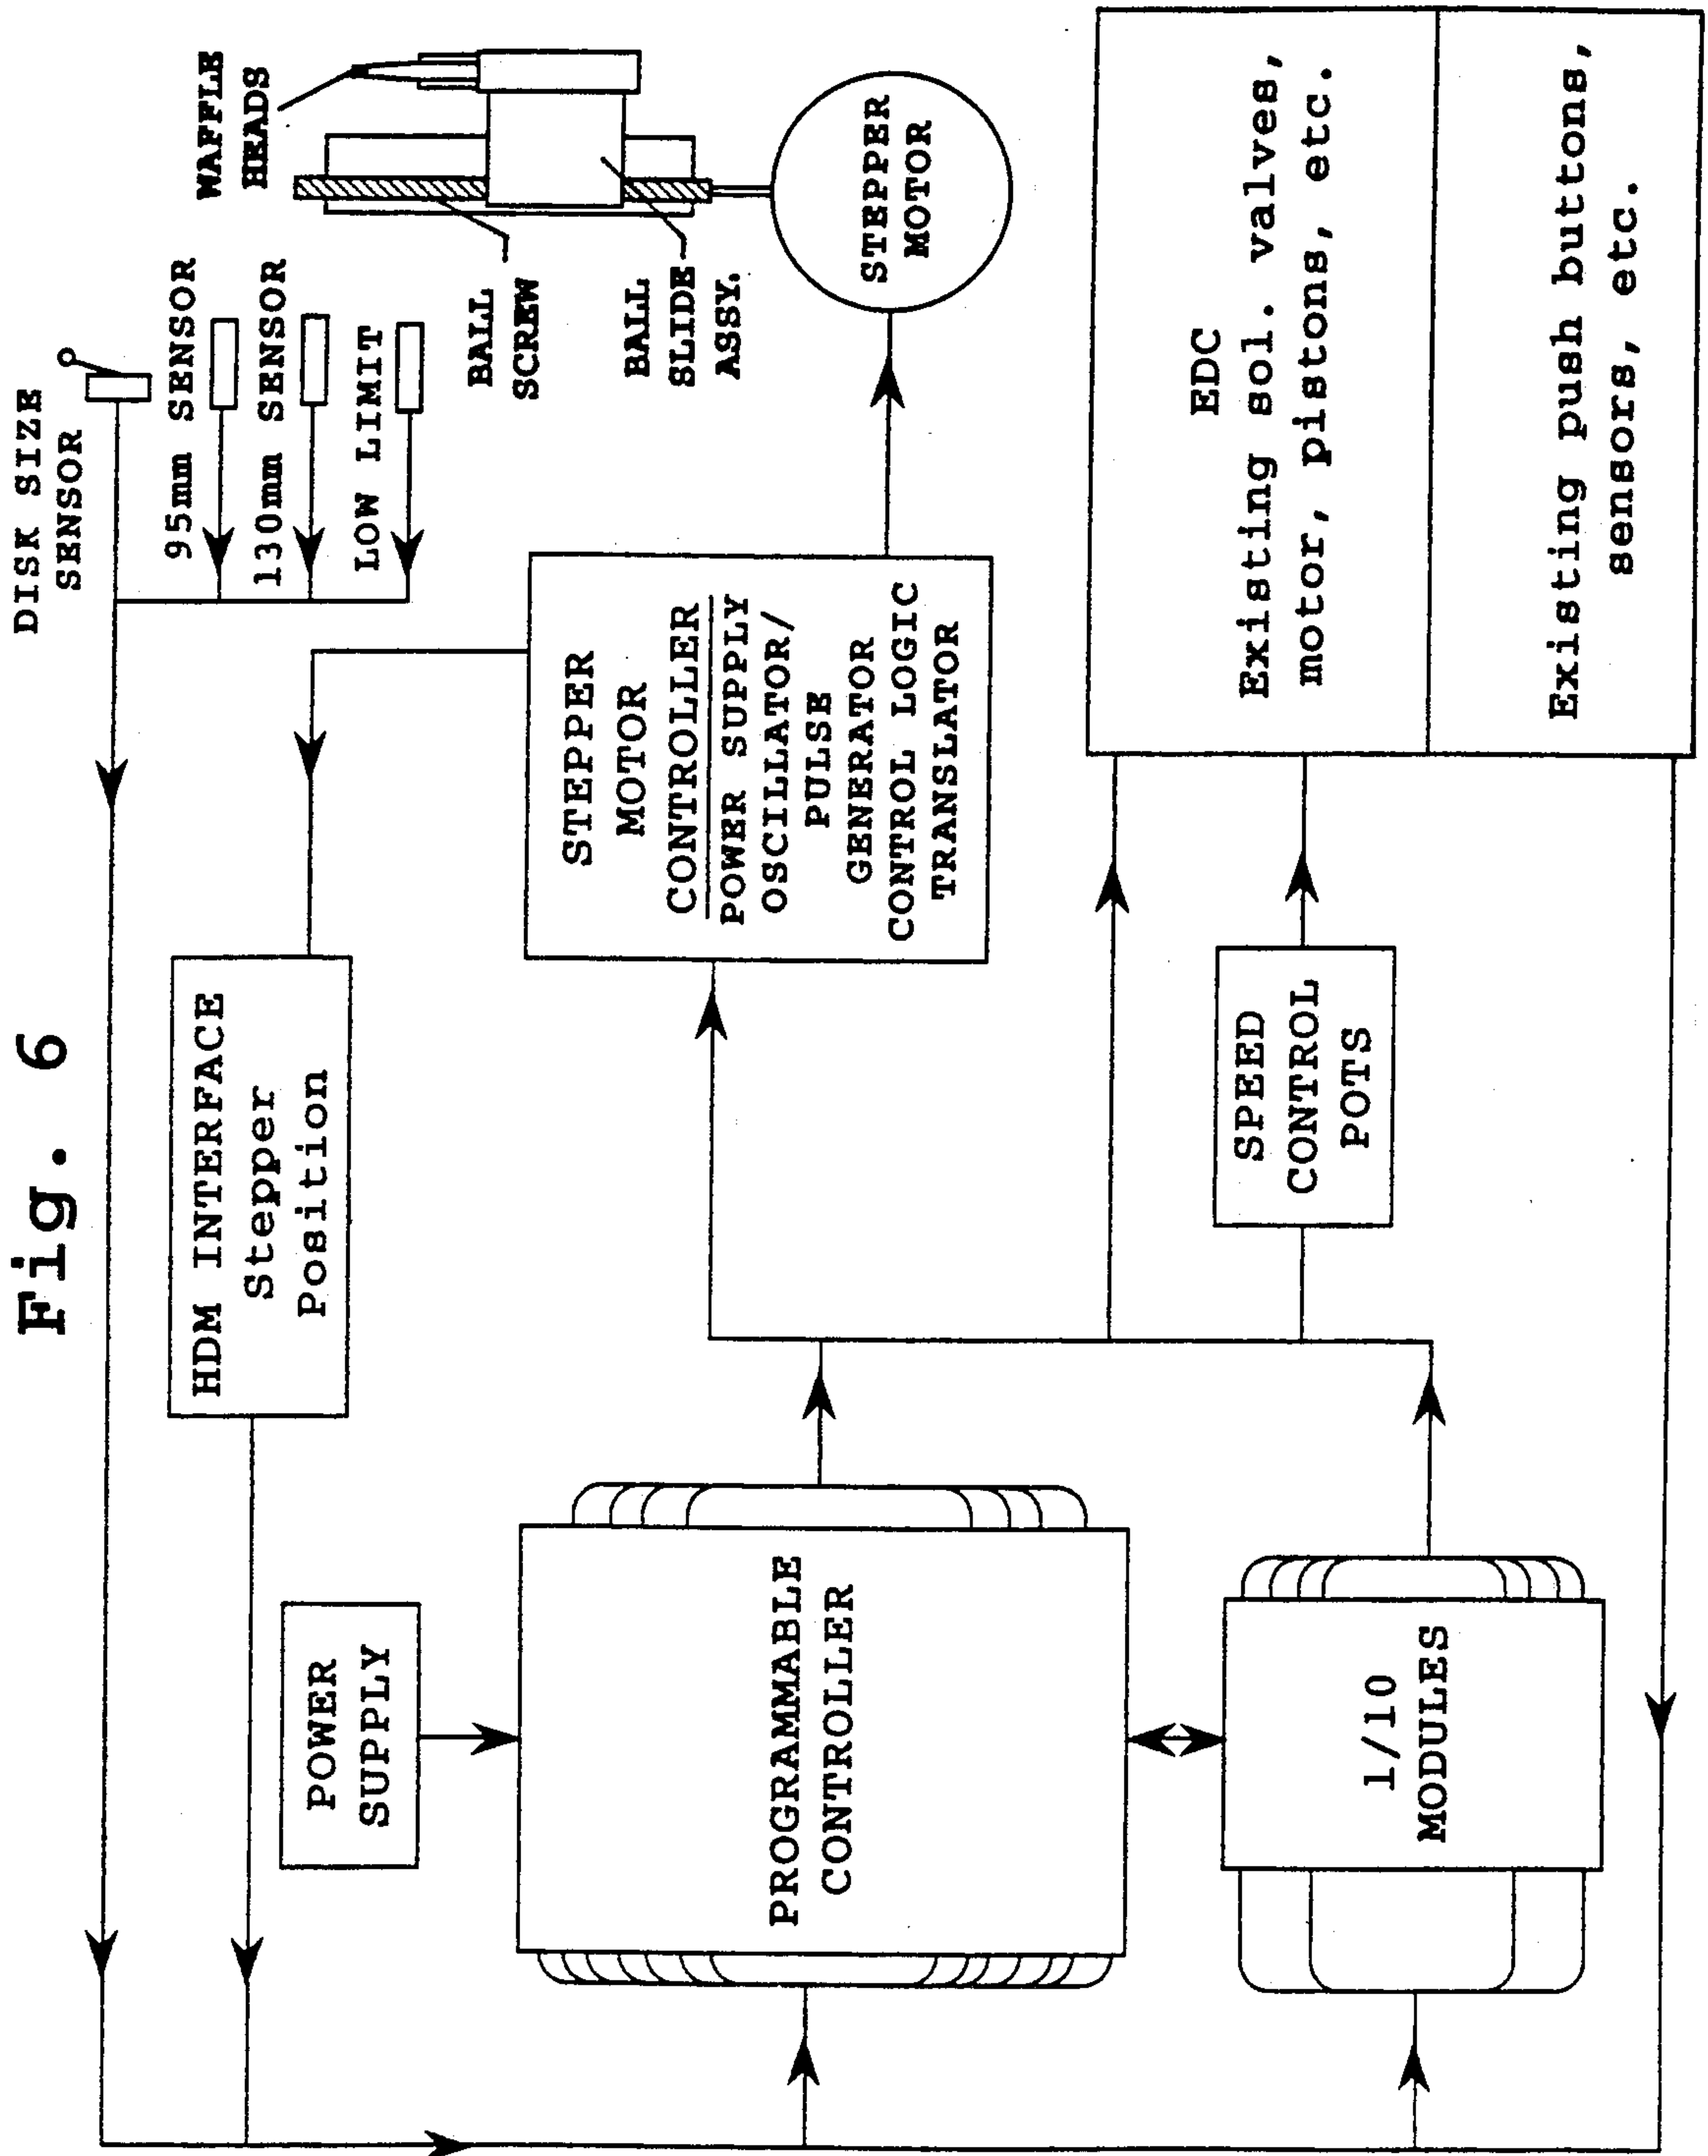 Fig. 6
DISK SIZE
SENSOR
95mm SENSOR
130mm SENSOR
LOW LIMIT
WAFFLE
HEADS
BALL
SCREW
BALL
SLIDE
ASSY.
STEPPER
MOTOR
HDM INTERFACE
Stepper
Position
STEPPER
MOTOR
CONTROLLER
POWER SUPPLY
OSCILLATOR/
PULSE
GENERATOR
CONTROL LOGIC
TRANSLATOR
POWER
SUPPLY
PROGRAMMABLE
CONTROLLER
1/10
MODULES
SPEED
CONTROL
POTS
EDC
Existing sol. valves,
motor, pistons, etc.
Existing push buttons,
sensors, etc.